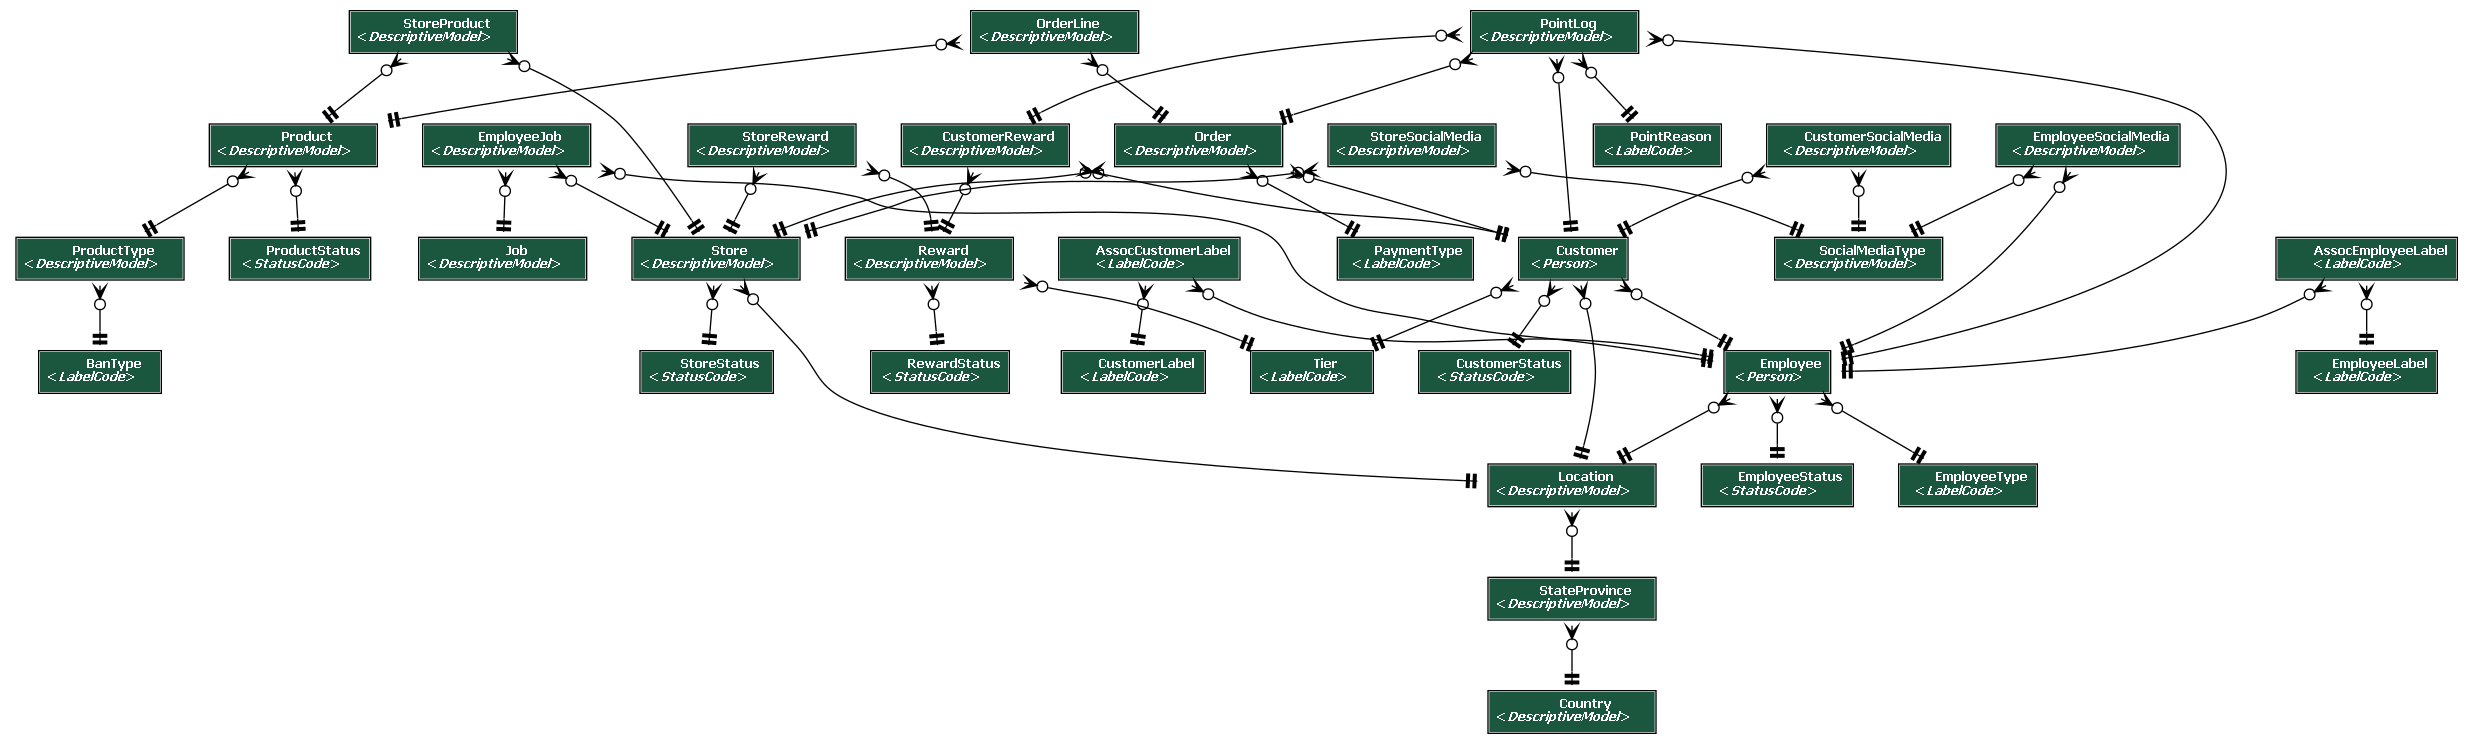 StoreProduct
<DescriptiveModel>
OrderLine
<DescriptiveModel>
PointLog
<DescriptiveModel>
Product
<DescriptiveModel>
EmployeeJob
<DescriptiveModel>
StoreReward
<DescriptiveModel>
CustomerReward
<DescriptiveModel>
Order
<DescriptiveModel>
StoreSocialMedia
<DescriptiveModel>
PointReason
<LabelCode>
CustomerSocialMedia
<DescriptiveModel>
EmployeeSocialMedia
<DescriptiveModel>
ProductType
<DescriptiveModel>
ProductStatus
<StatusCode>
Job
<DescriptiveModel>
Store
<DescriptiveModel>
Reward
<DescriptiveModel>
AssocCustomerLabel
<LabelCode>
PaymentType
<LabelCode>
Customer
<Person>
SocialMediaType
<DescriptiveModel>
AssocEmployeeLabel
<LabelCode>
BanType
<LabelCode>
StoreStatus
<StatusCode>
RewardStatus
<StatusCode>
CustomerLabel
<LabelCode>
Tier
<LabelCode>
CustomerStatus
<StatusCode>
Employee
<Person>
EmployeeLabel
<LabelCode>
Location
<DescriptiveModel>
EmployeeStatus
<StatusCode>
EmployeeType
<LabelCode>
StateProvince
<DescriptiveModel>
Country
<DescriptiveModel>